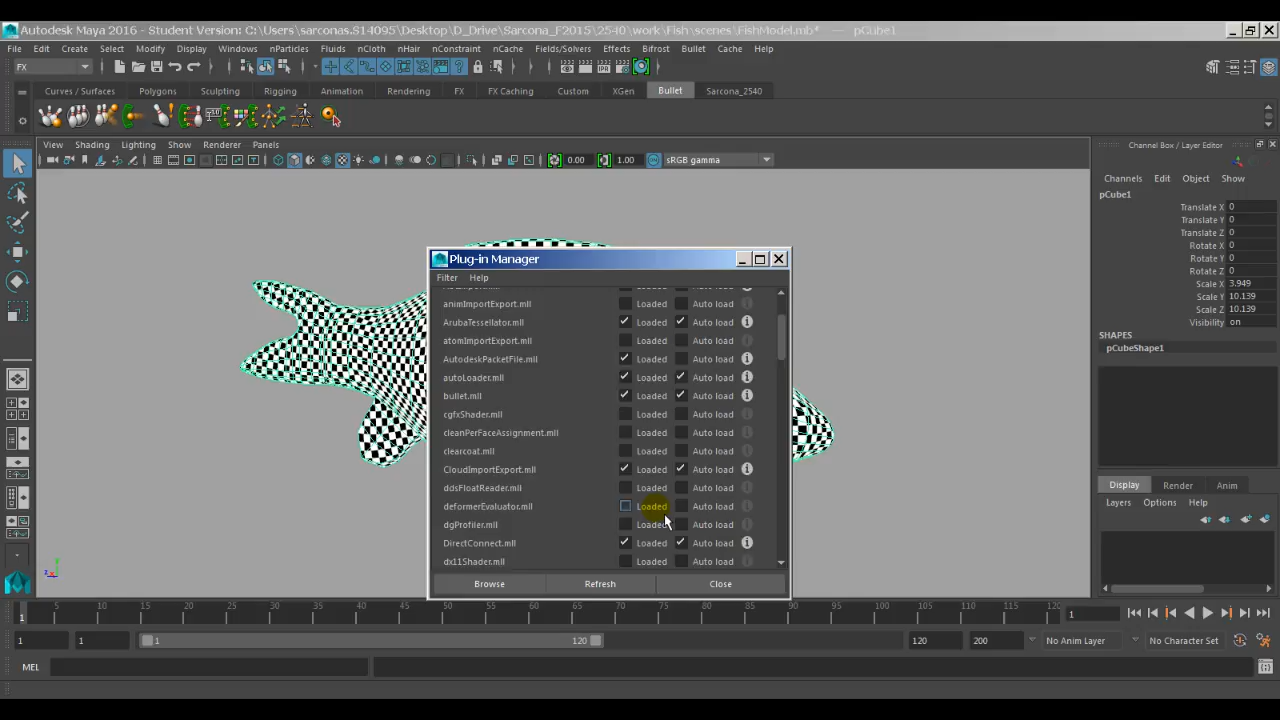 Autodesk Maya 2016 - Student Version: C:\Users\sarconas.S14095\Desktop\D_Drive\Sarcona_F2015\2540\work\Fish\scenes\FishModel.mb* --- pCube1
File Edit Create Select Modify Display Windows nParticles Fluids nCloth nHair nConstraint nCache Fields/Solvers Effects Bifrost Bullet Cache Help
FX
Curves / Surfaces Polygons Sculpting Rigging Animation Rendering FX FX Caching Custom XGen Bullet Sarcona_2540
View Shading Lighting Show Renderer Panels
0.00 1.00 sRGB gamma
Channel Box / Layer Editor
Channels Edit Object Show
pCube1
Translate X 0
Translate Y 0
Translate Z 0
Rotate X 0
Rotate Y 0
Rotate Z 0
Scale X 3.949
Scale Y 10.139
Scale Z 10.139
Visibility on
SHAPES
pCubeShape1
Plug-in Manager
Filter Help
animImportExport.mll Loaded Auto load
ArubaTessellator.mll Loaded Auto load
atomImportExport.mll Loaded Auto load
AutodeskPacketFile.mll Loaded Auto load
autoLoader.mll Loaded Auto load
bullet.mll Loaded Auto load
cgfxShader.mll Loaded Auto load
cleanPerFaceAssignment.mll Loaded Auto load
clearcoat.mll Loaded Auto load
CloudImportExport.mll Loaded Auto load
ddsFloatReader.mll Loaded Auto load
deformerEvaluator.mll Loaded Auto load
dgProfiler.mll Loaded Auto load
DirectConnect.mll Loaded Auto load
dx11Shader.mll Loaded Auto load
Browse Refresh Close
Display Render Anim
Layers Options Help
5 10 15 20 25 30 35 40 45 50 55 60 65 70 75 80 85 90 95 100 105 110 115 120
1
1
1 1 1 120 120 200 No Anim Layer No Character Set
MEL